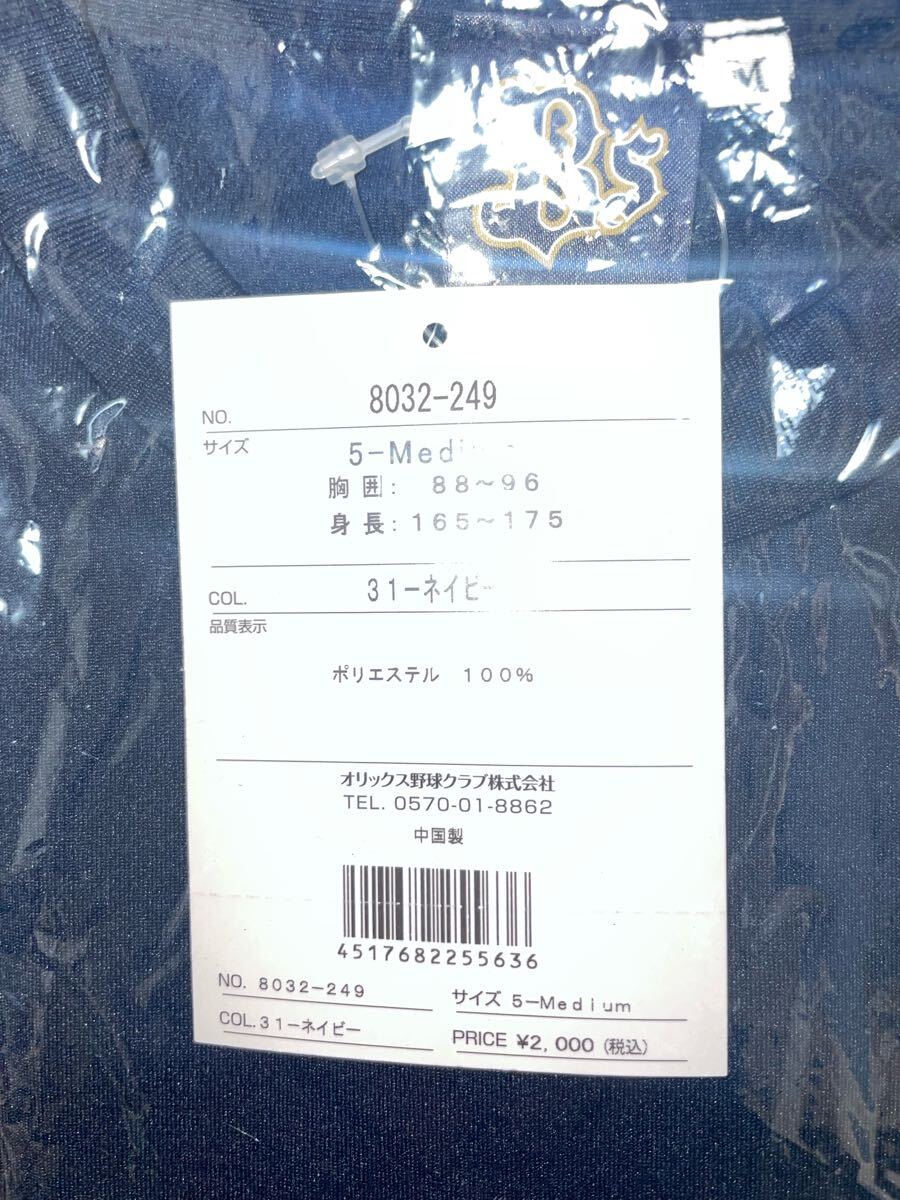 Bs
M
NO. 8032-249
サイズ 5-Medi
胸囲: 88~96
身長: 165~175
COL. 31-ネイビー
品質表示
ポリエステル 100%
オリックス野球クラブ株式会社
TEL. 0570-01-8862
中国製
4517682255636
NO. 8032-249
サイズ 5-Medium
COL.31-ネイビー
PRICE ¥2,000 (税込)